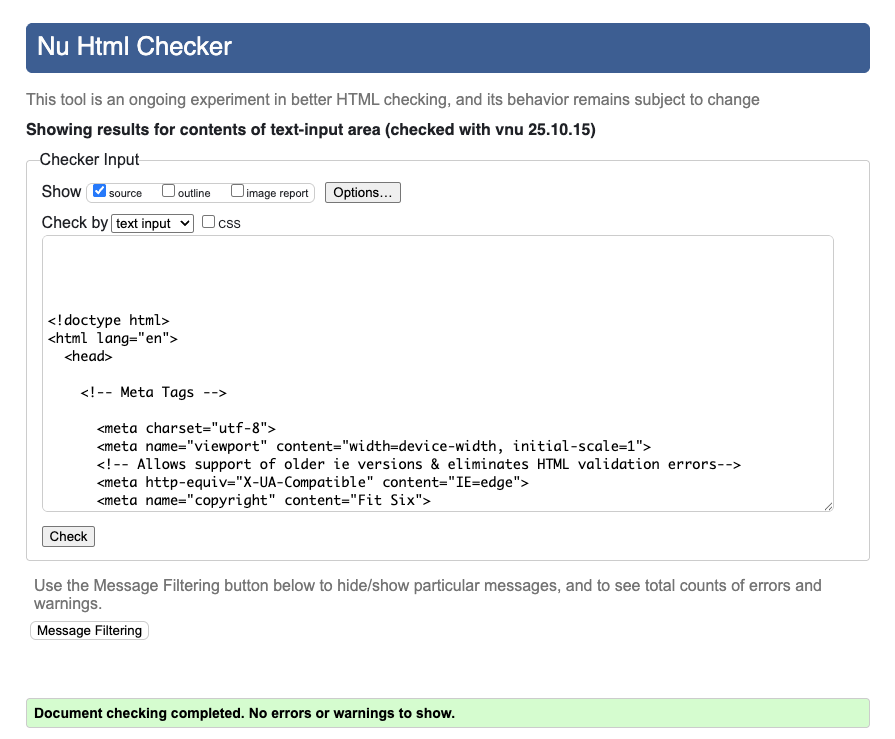 Nu Html Checker
This tool is an ongoing experiment in better HTML checking, and its behavior remains subject to change
Showing results for contents of text-input area (checked with vnu 25.10.15)
Checker Input
Show source outline image report Options…
Check by text input CSS
<!doctype html>
<html lang="en">
  <head>
    <!-- Meta Tags -->
      <meta charset="utf-8">
      <meta name="viewport" content="width=device-width, initial-scale=1">
      <!-- Allows support of older ie versions & eliminates HTML validation errors-->
      <meta http-equiv="X-UA-Compatible" content="IE=edge">
      <meta name="copyright" content="Fit Six">
Check
Use the Message Filtering button below to hide/show particular messages, and to see total counts of errors and
warnings.
Message Filtering
Document checking completed. No errors or warnings to show.